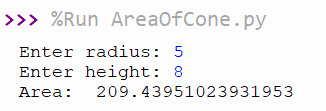 >>> %Run AreaOfCone.py
Enter radius: 5
Enter height: 8
Area:  209.43951023931953